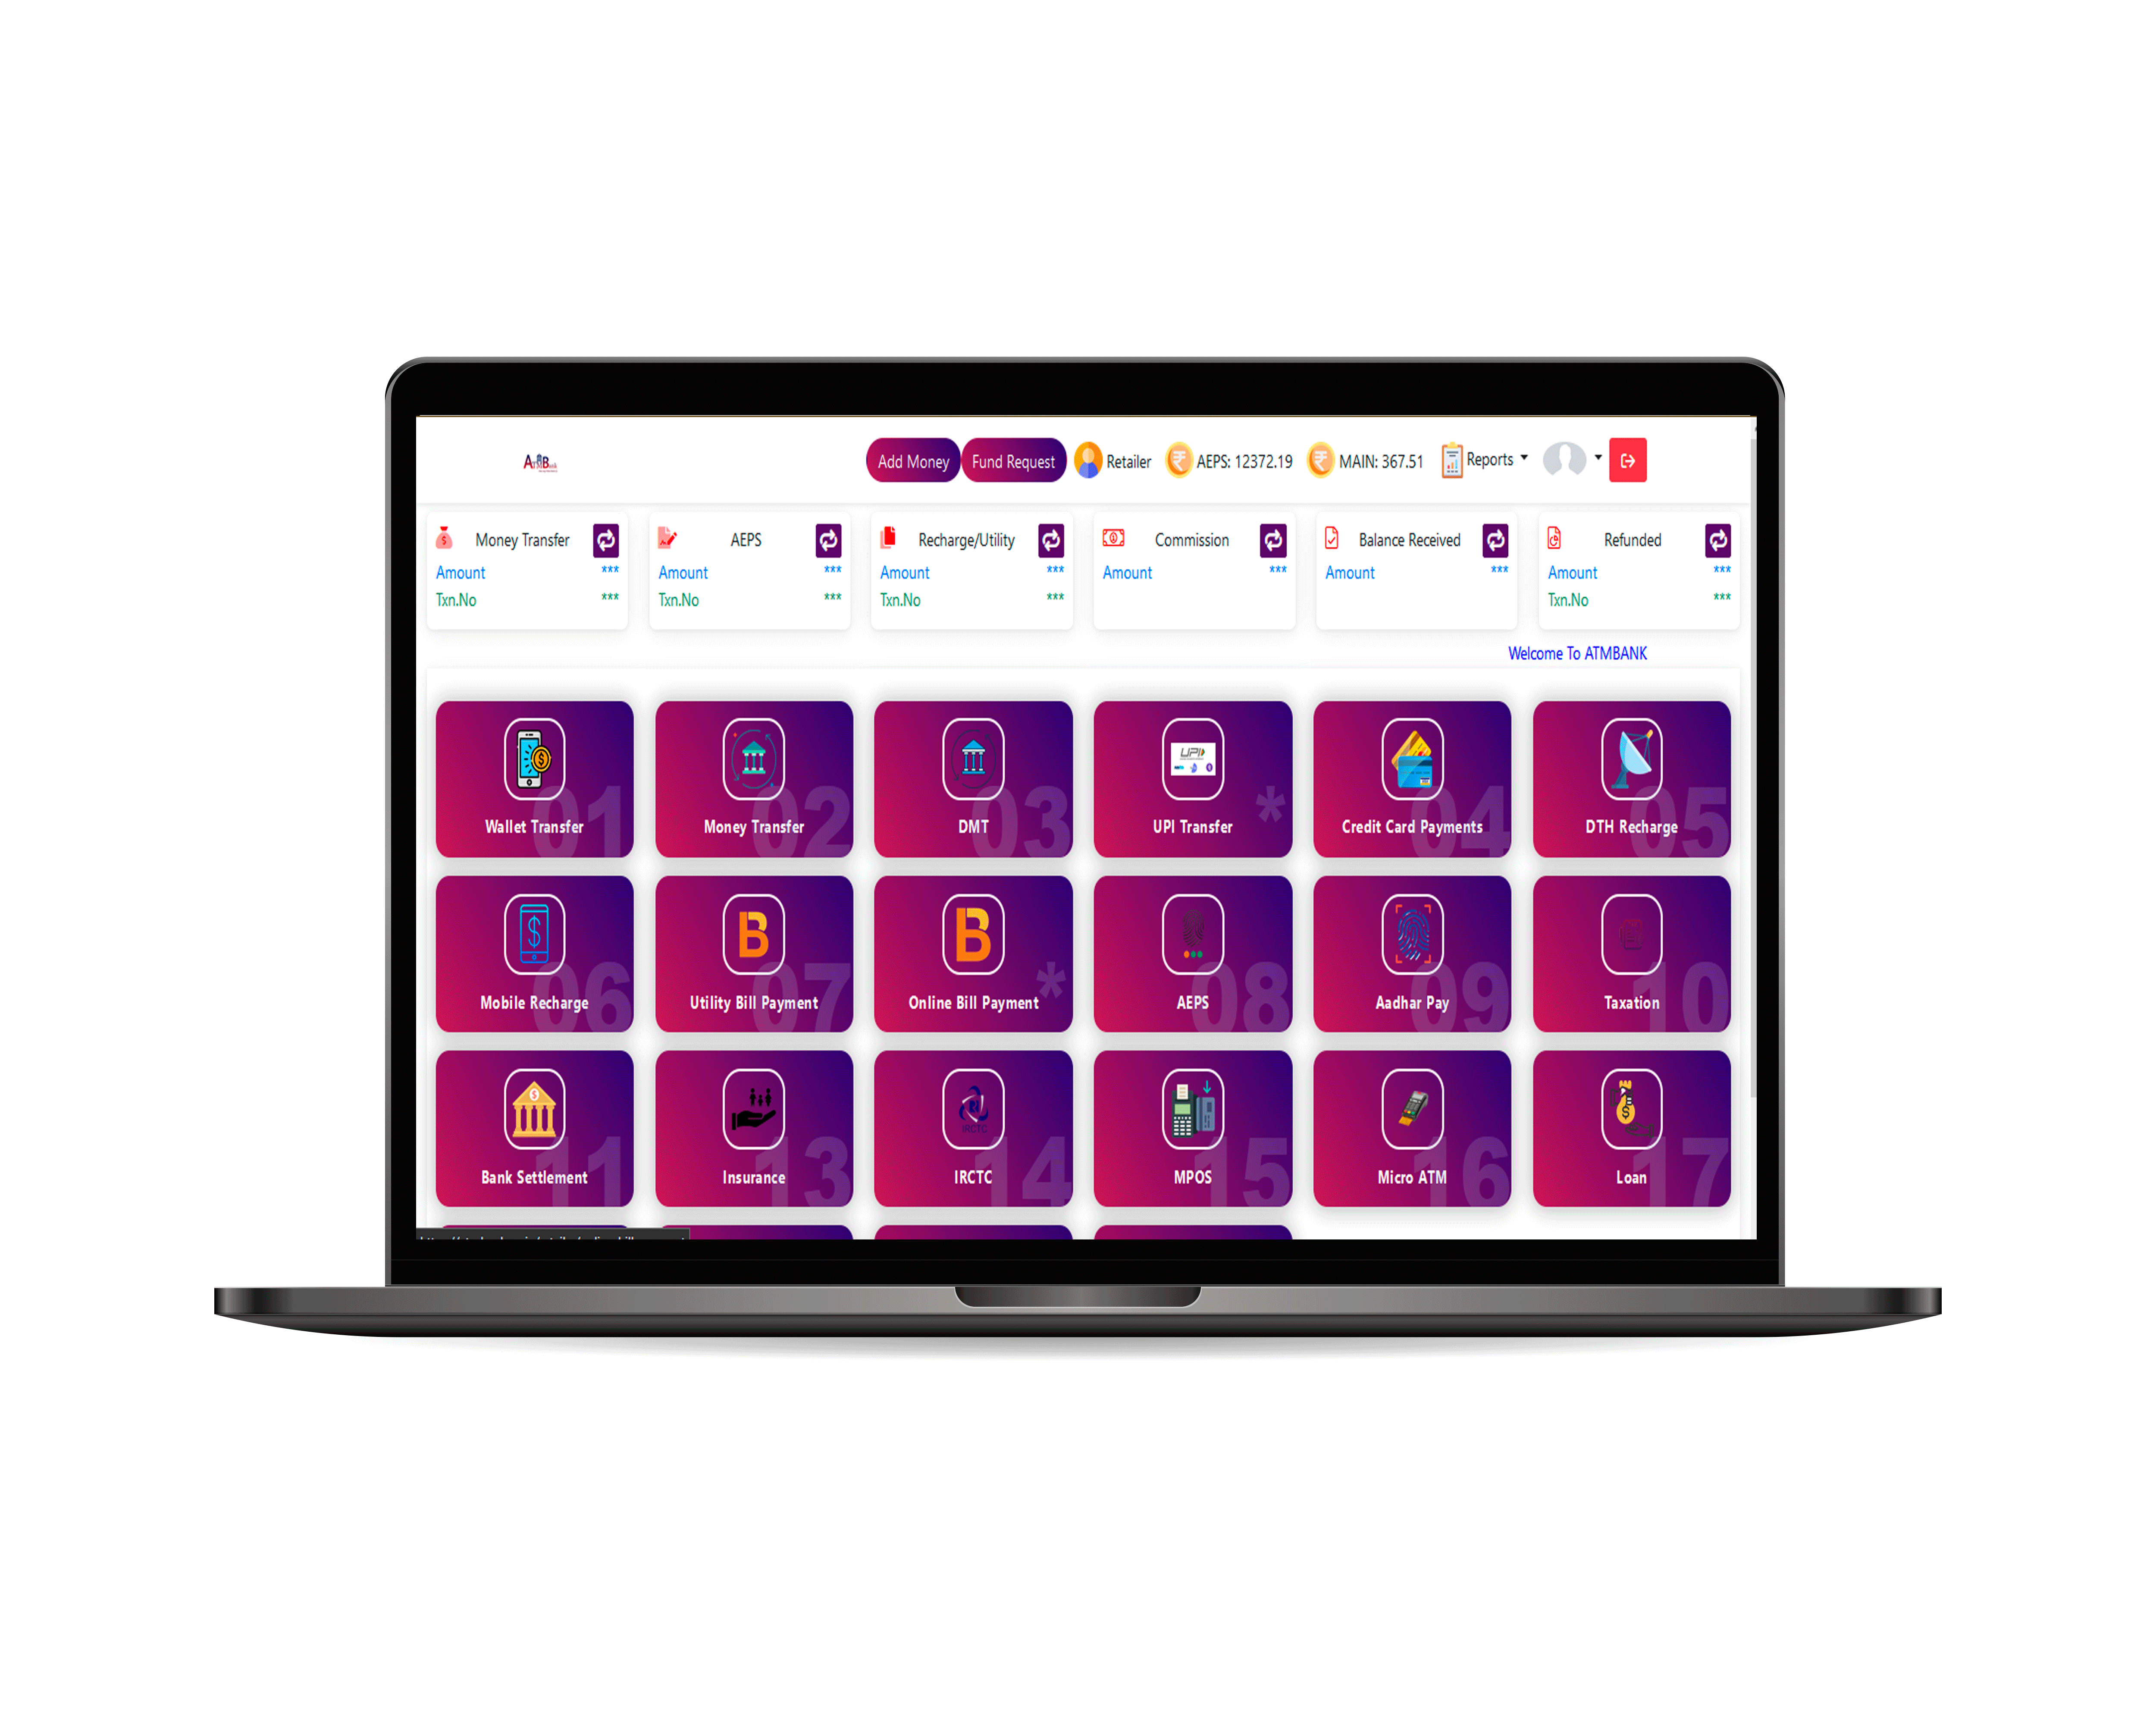 ATMBank
Add Money Fund Request Retailer AEPS: 12372.19 MAIN: 367.51 Reports
Money Transfer
Amount ***
Txn.No ***
AEPS
Amount ***
Txn.No ***
Recharge/Utility
Amount ***
Txn.No ***
Commission
Amount ***
Balance Received
Amount ***
Refunded
Amount ***
Txn.No ***
Welcome To ATMBANK
01
Wallet Transfer
02
Money Transfer
03
DMT
UPI
*
UPI Transfer
04
Credit Card Payments
05
DTH Recharge
06
Mobile Recharge
B
07
Utility Bill Payment
B
*
Online Bill Payment
08
AEPS
09
Aadhar Pay
10
Taxation
11
Bank Settlement
13
Insurance
IRCTC
14
IRCTC
15
MPOS
16
Micro ATM
17
Loan